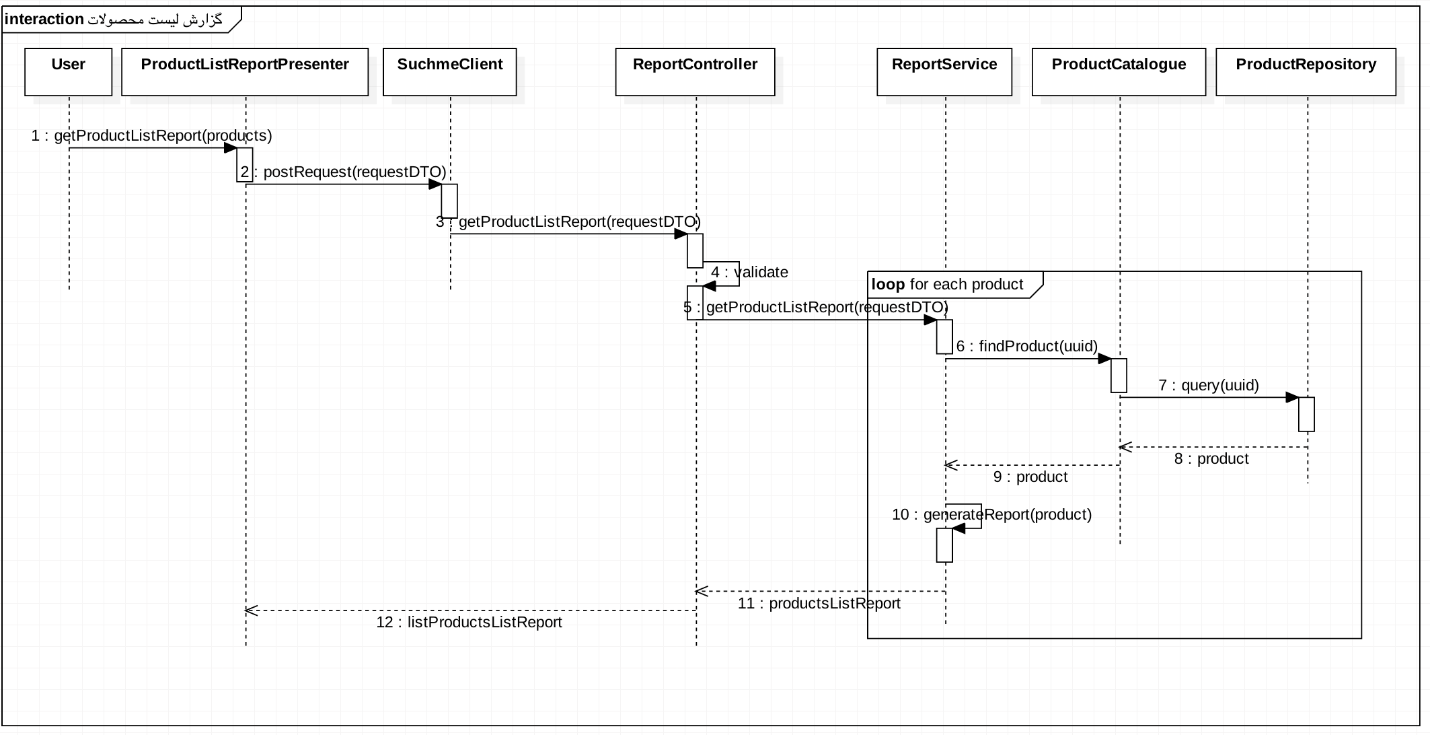 interaction گزارش لیست محصولات
User
ProductListReportPresenter
SuchmeClient
ReportController
ReportService
ProductCatalogue
ProductRepository
1 : getProductListReport(products)
2 : postRequest(requestDTO)
3 : getProductListReport(requestDTO)
4 : validate
loop for each product
5 : getProductListReport(requestDTO)
6 : findProduct(uuid)
7 : query(uuid)
8 : product
9 : product
10 : generateReport(product)
11 : productsListReport
12 : listProductsListReport